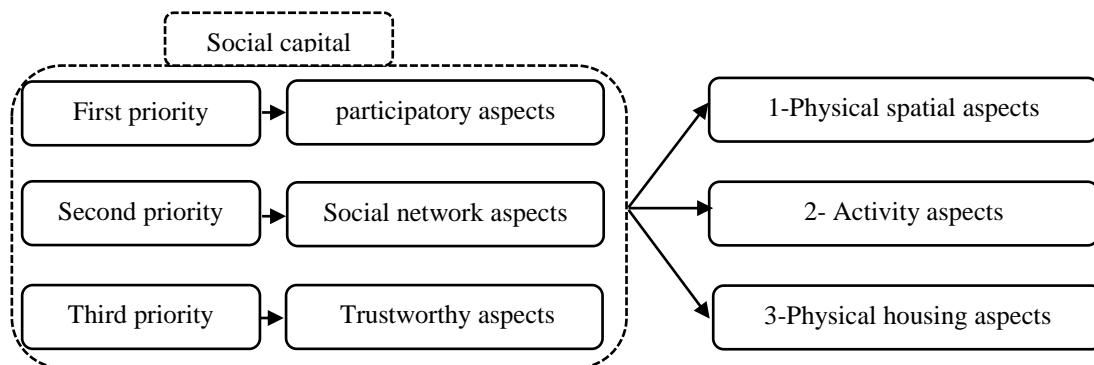 Social capital
First priority
participatory aspects
1-Physical spatial aspects
Second priority
Social network aspects
2- Activity aspects
Third priority
Trustworthy aspects
3-Physical housing aspects